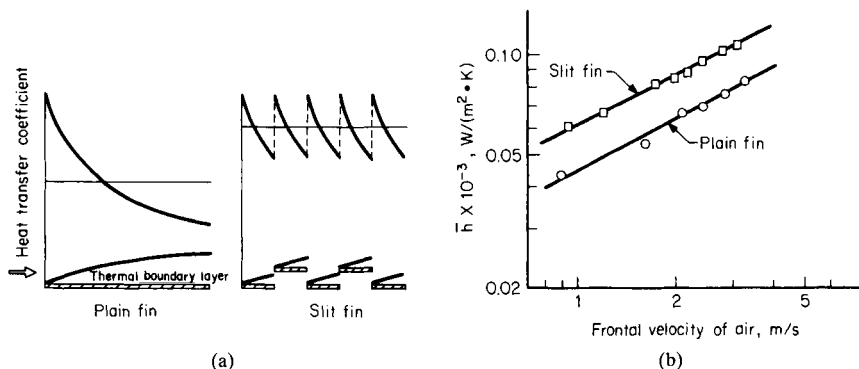 Heat transfer coefficient
Thermal boundary layer
Plain fin
Slit fin
(a)
h̅ X 10⁻³ , W/(m²•K)
0.10
0.05
0.02
Slit fin
Plain fin
1
2
5
Frontal velocity of air, m/s
(b)